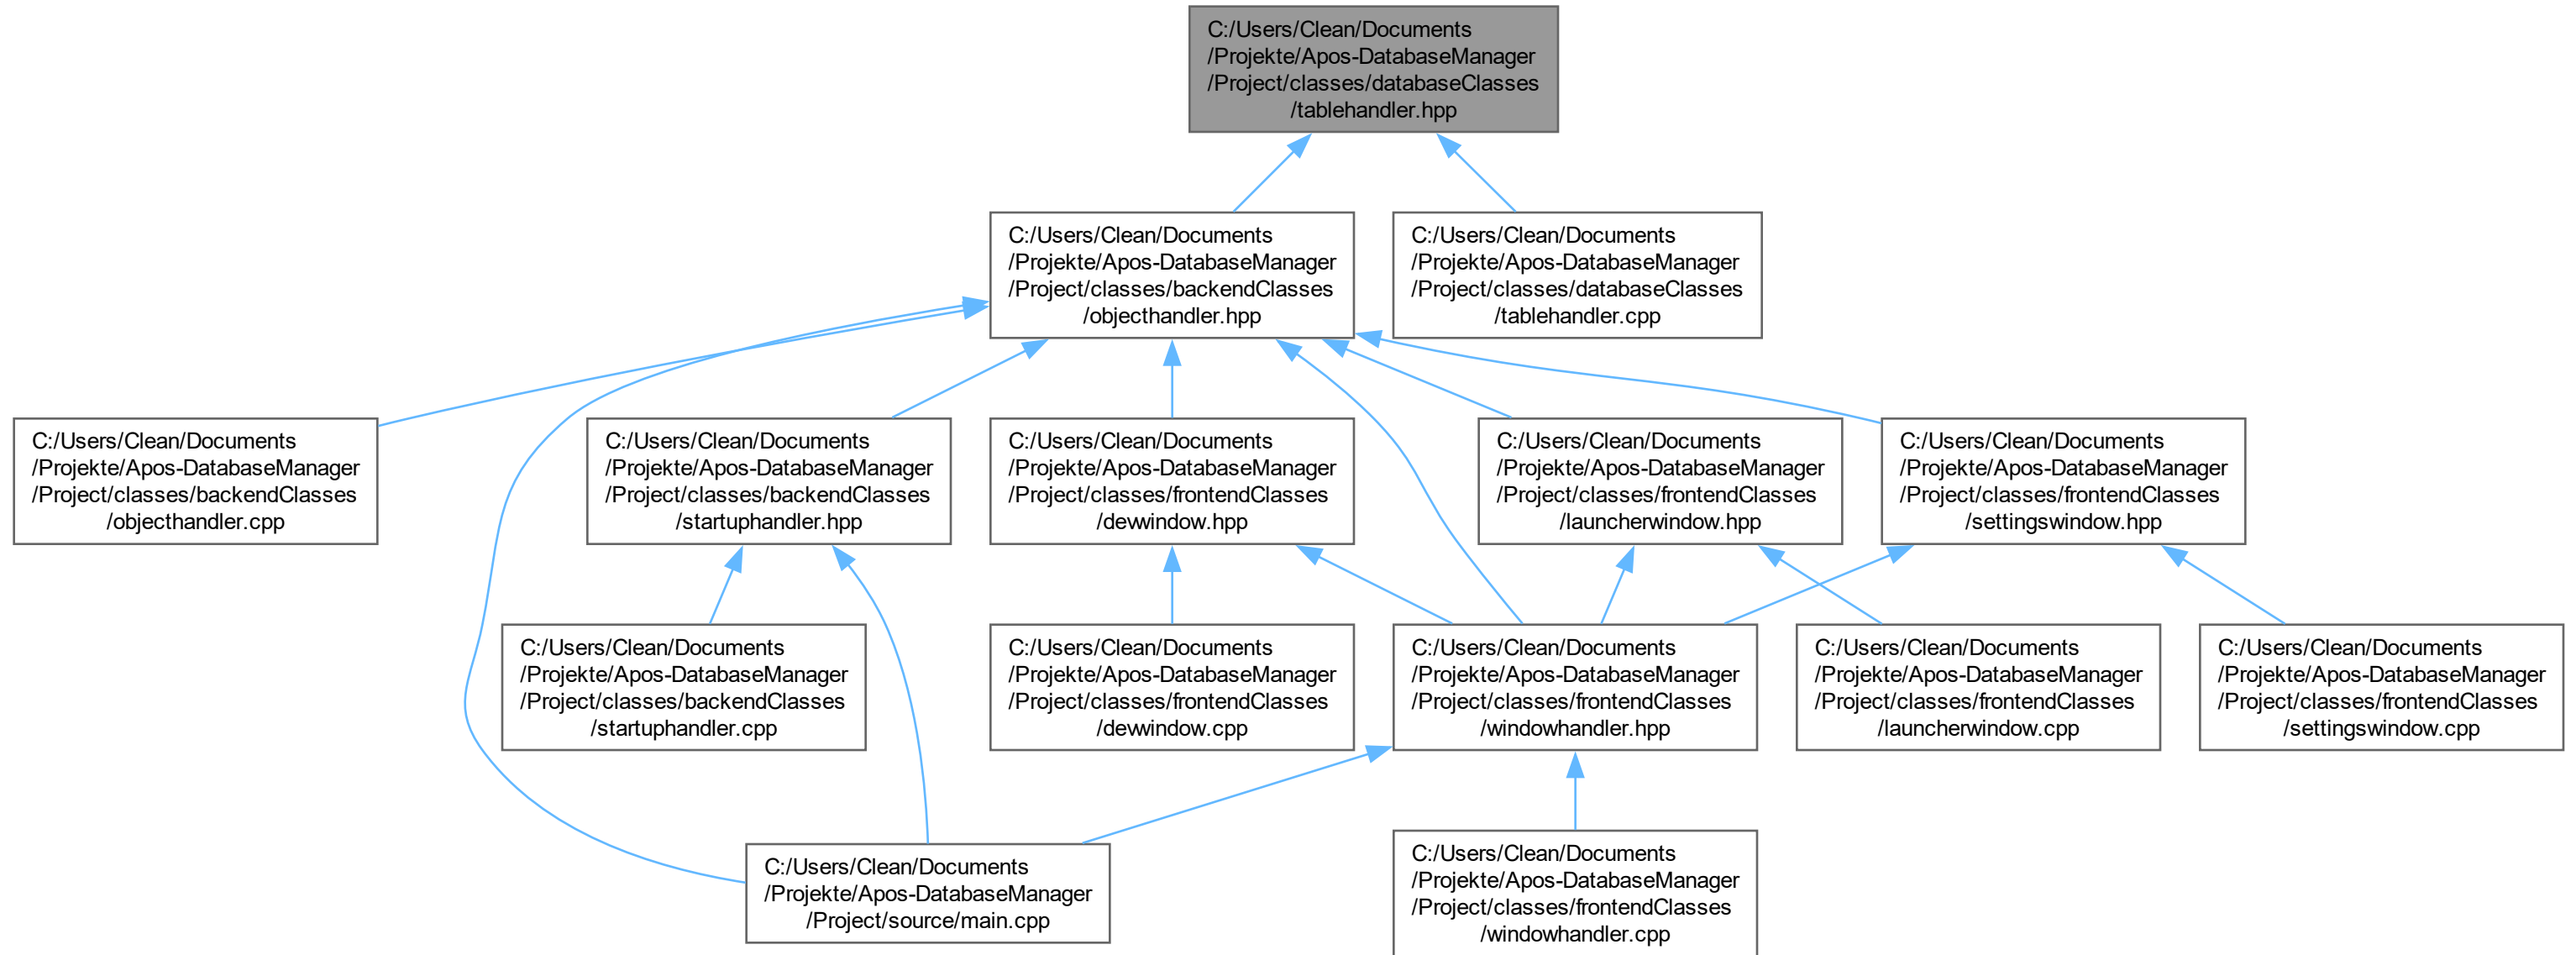 C:/Users/Clean/Documents
/Projekte/Apos-DatabaseManager
/Project/classes/databaseClasses
/tablehandler.hpp
C:/Users/Clean/Documents
/Projekte/Apos-DatabaseManager
/Project/classes/backendClasses
/objecthandler.hpp
C:/Users/Clean/Documents
/Projekte/Apos-DatabaseManager
/Project/classes/databaseClasses
/tablehandler.cpp
C:/Users/Clean/Documents
/Projekte/Apos-DatabaseManager
/Project/classes/backendClasses
/objecthandler.cpp
C:/Users/Clean/Documents
/Projekte/Apos-DatabaseManager
/Project/classes/backendClasses
/startuphandler.hpp
C:/Users/Clean/Documents
/Projekte/Apos-DatabaseManager
/Project/classes/frontendClasses
/devwindow.hpp
C:/Users/Clean/Documents
/Projekte/Apos-DatabaseManager
/Project/classes/frontendClasses
/launcherwindow.hpp
C:/Users/Clean/Documents
/Projekte/Apos-DatabaseManager
/Project/classes/frontendClasses
/settingswindow.hpp
C:/Users/Clean/Documents
/Projekte/Apos-DatabaseManager
/Project/classes/backendClasses
/startuphandler.cpp
C:/Users/Clean/Documents
/Projekte/Apos-DatabaseManager
/Project/classes/frontendClasses
/devwindow.cpp
C:/Users/Clean/Documents
/Projekte/Apos-DatabaseManager
/Project/classes/frontendClasses
/windowhandler.hpp
C:/Users/Clean/Documents
/Projekte/Apos-DatabaseManager
/Project/classes/frontendClasses
/launcherwindow.cpp
C:/Users/Clean/Documents
/Projekte/Apos-DatabaseManager
/Project/classes/frontendClasses
/settingswindow.cpp
C:/Users/Clean/Documents
/Projekte/Apos-DatabaseManager
/Project/source/main.cpp
C:/Users/Clean/Documents
/Projekte/Apos-DatabaseManager
/Project/classes/frontendClasses
/windowhandler.cpp